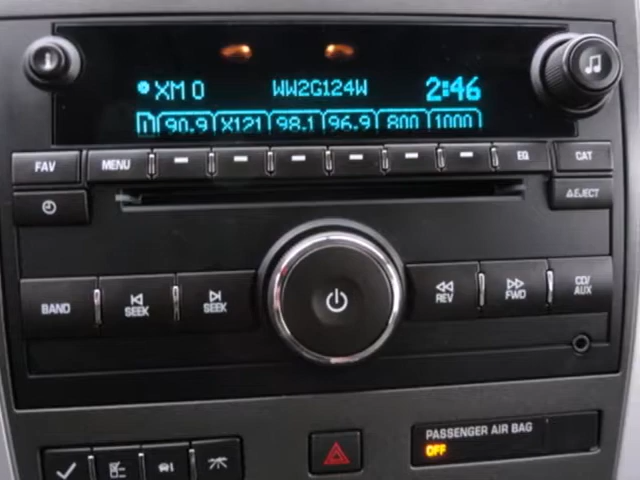 XM 0 WW2G124W 2:46
1 90.9 X121 98.1 96.9 800 1000
FAV MENU EQ CAT
EJECT
BAND SEEK SEEK REV FWD CD/AUX
PASSENGER AIR BAG
OFF